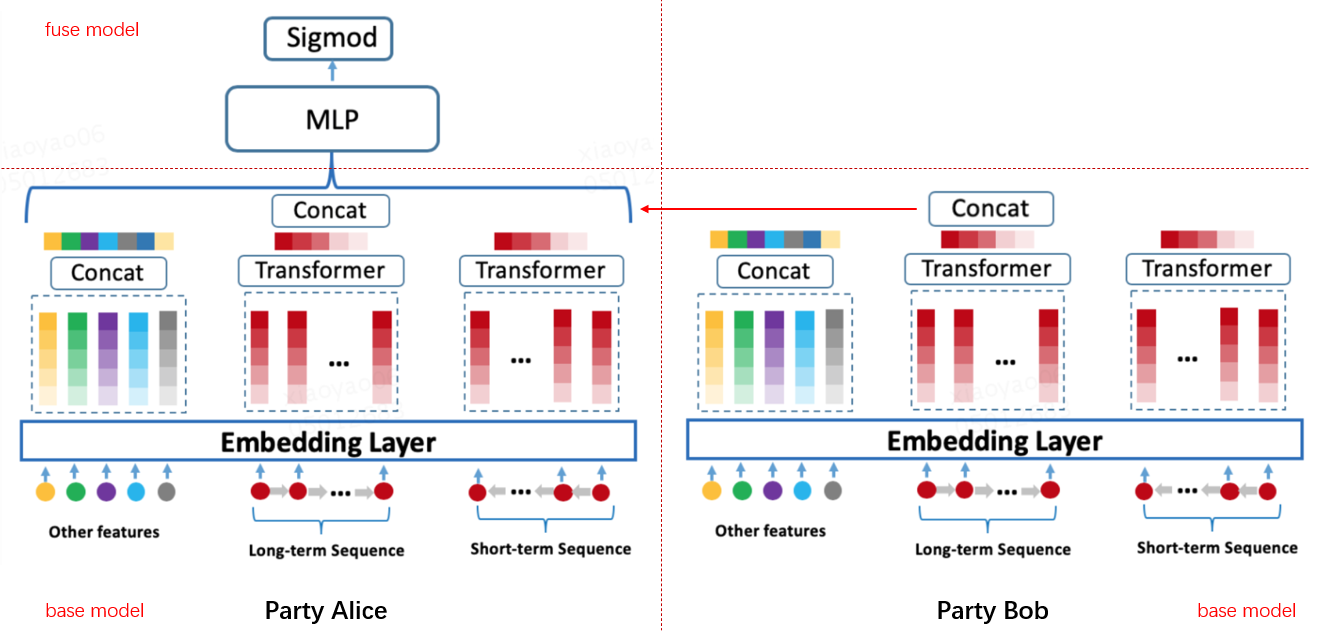 fuse model
Sigmod
MLP
Concat
Concat
Transformer
Transformer
...
...
Embedding Layer
...
...
Other features
Long-term Sequence
Short-term Sequence
base model
Party Alice
Concat
Concat
Transformer
Transformer
...
...
Embedding Layer
...
...
Other features
Long-term Sequence
Short-term Sequence
Party Bob
base model